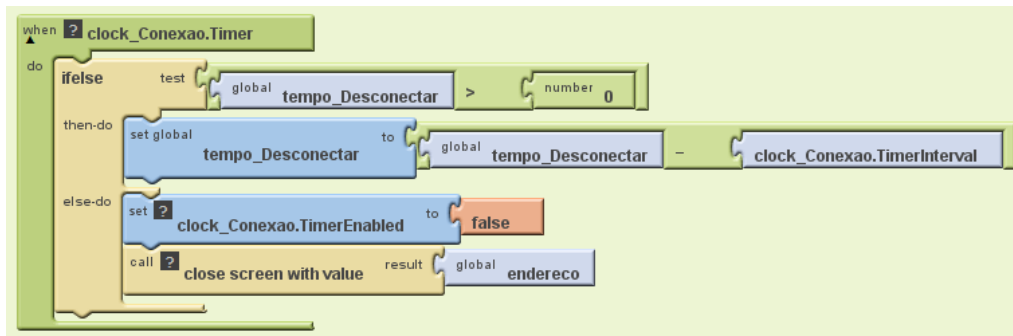 when ? clock_Conexao.Timer
do
ifelse test global tempo_Desconectar > number 0
then-do set global tempo_Desconectar to global tempo_Desconectar - clock_Conexao.TimerInterval
else-do set ? clock_Conexao.TimerEnabled to false
call ? close screen with value result global endereco